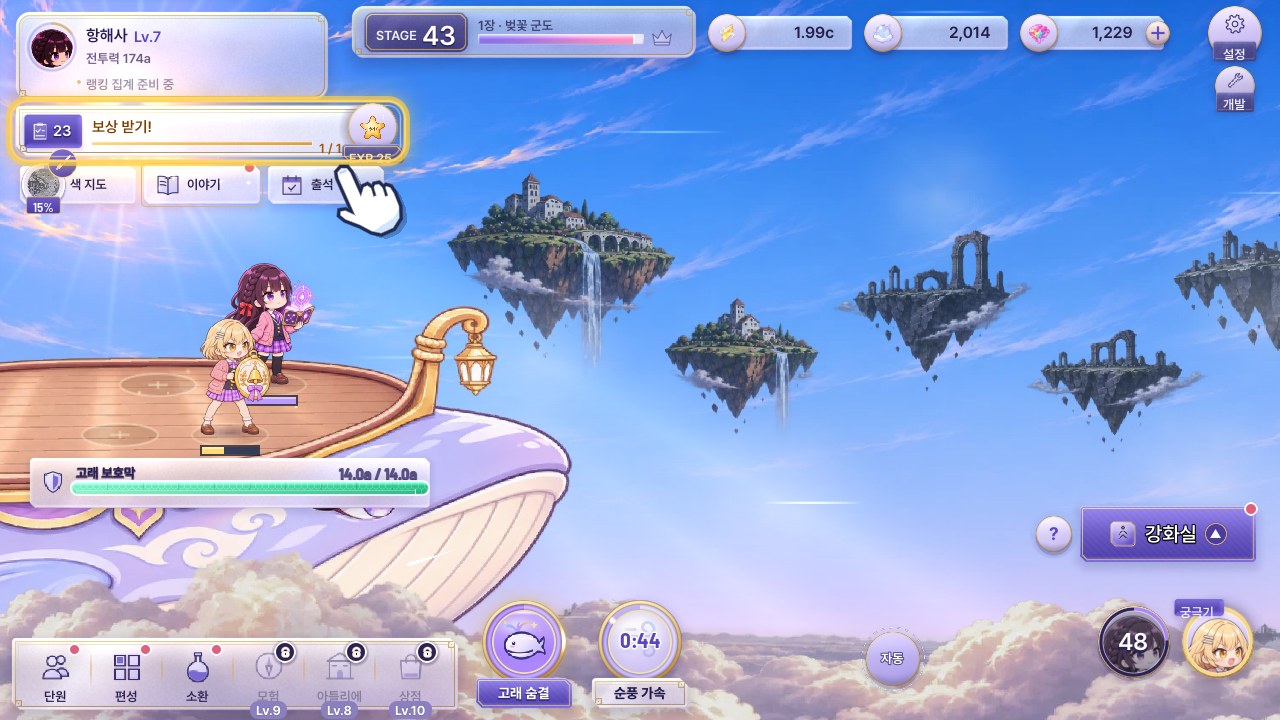 항해사 Lv.7
전투력 174a
랭킹 집계 준비 중
STAGE 43
1장 · 벚꽃 군도
1.99c
2,014
1,229
설정
개발
23
보상 받기!
1/1
EXP 26
색 지도
15%
이야기
출석
고래 보호막
14.0a / 14.0a
?
강화실
단원
편성
소환
모험
Lv.9
아틀리에
Lv.8
상점
Lv.10
고래 숨결
0:44
순풍 가속
자동
48
궁극기